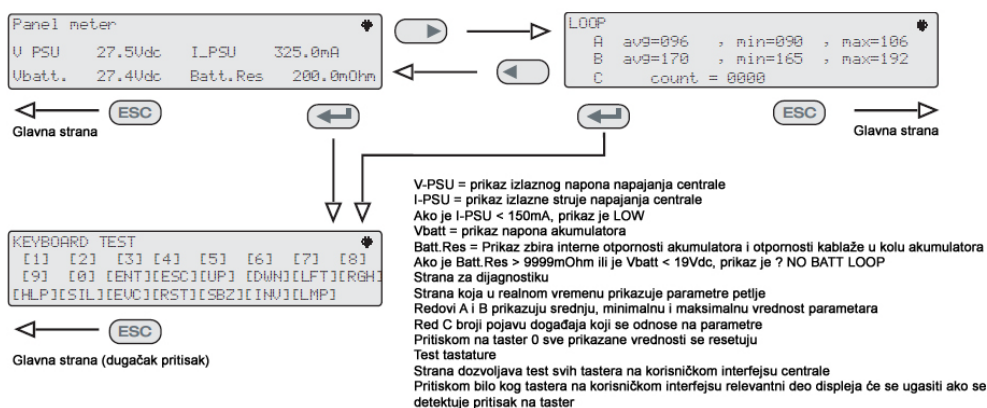 Panel meter
V PSU 27.5Vdc I_PSU 325.0mA
Vbatt. 27.4Vdc Batt.Res 200.0mOhm
LOOP
A avg=096 , min=090 , max=106
B avg=170 , min=165 , max=192
C count = 0000
ESC
Glavna strana
ESC
Glavna strana
KEYBOARD TEST
[1] [2] [3] [4] [5] [6] [7] [8]
[9] [0] [ENT][ESC][UP] [DWN][LFT][RGH]
[HLP][SIL][EVC][RST][SBZ][INV][LMP]
ESC
Glavna strana (dugačak pritisak)
V-PSU = prikaz izlaznog napona napajanja centrale
I-PSU = prikaz izlazne struje napajanja centrale
Ako je I-PSU < 150mA, prikaz je LOW
Vbatt = prikaz napona akumulatora
Batt.Res = Prikaz zbira interne otpornosti akumulatora i otpornosti kablaže u kolu akumulatora
Ako je Batt.Res > 9999mOhm ili je Vbatt < 19Vdc, prikaz je ? NO BATT LOOP
Strana za dijagnostiku
Strana koja u realnom vremenu prikazuje parametre petlje
Redovi A i B prikazuju srednju, minimalnu i maksimalnu vrednost parametara
Red C broji pojavu događaja koji se odnose na parametre
Pritiskom na taster 0 sve prikazane vrednosti se resetuju
Test tastature
Strana dozvoljava test svih tastera na korisničkom interfejsu centrale
Pritiskom bilo kog tastera na korisničkom interfejsu relevantni deo displeja će se ugasiti ako se
detektuje pritisak na taster